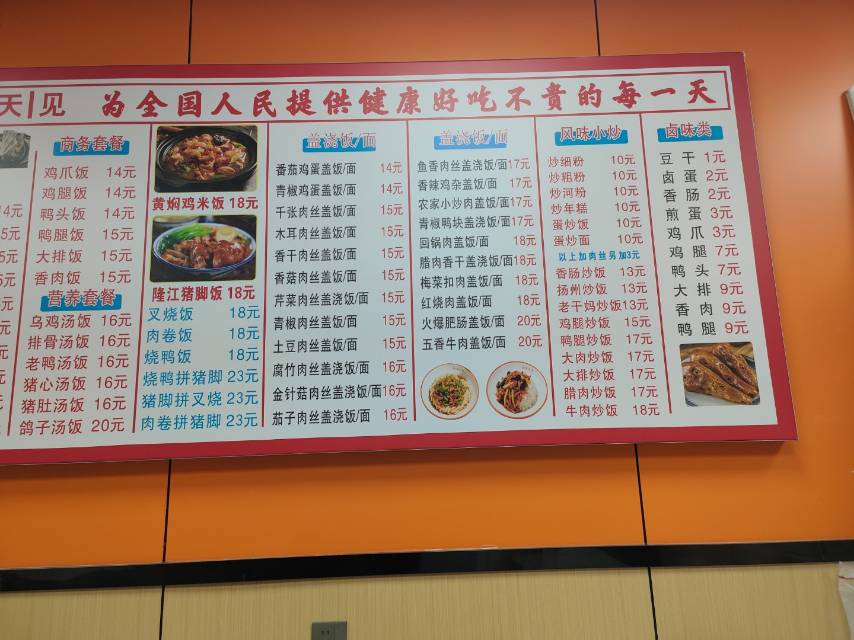 天|见 为全国人民提供健康好吃不贵的每一天
14元
15元
15元
15元
16元
商务套餐
鸡爪饭 14元
鸡腿饭 14元
鸭头饭 14元
鸭腿饭 15元
大排饭 15元
香肉饭 15元
营养套餐
乌鸡汤饭 16元
排骨汤饭 16元
老鸭汤饭 16元
猪心汤饭 16元
猪肚汤饭 16元
鸽子汤饭 20元
黄焖鸡米饭 18元
隆江猪脚饭 18元
叉烧饭 18元
肉卷饭 18元
烧鸭饭 18元
烧鸭拼猪脚 23元
猪脚拼叉烧 23元
肉卷拼猪脚 23元
盖浇饭/面
番茄鸡蛋盖饭/面 14元
青椒鸡蛋盖饭/面 14元
千张肉丝盖饭/面 15元
木耳肉丝盖饭/面 15元
香干肉丝盖饭/面 15元
香菇肉丝盖饭/面 15元
芹菜肉丝盖浇饭/面 15元
青椒肉丝盖饭/面 15元
土豆肉丝盖饭/面 15元
腐竹肉丝盖浇饭/面 16元
金针菇肉丝盖浇饭/面 16元
茄子肉丝盖浇饭/面 16元
盖浇饭/面
鱼香肉丝盖浇饭/面 17元
香辣鸡杂盖饭/面 17元
农家小炒肉盖饭/面 17元
青椒鸭块盖浇饭/面 17元
回锅肉盖饭/面 18元
腊肉香干盖浇饭/面 18元
梅菜扣肉盖饭/面 18元
红烧肉盖饭/面 18元
火爆肥肠盖饭/面 20元
五香牛肉盖饭/面 20元
风味小炒
炒细粉 10元
炒粗粉 10元
炒河粉 10元
炒年糕 10元
蛋炒饭 10元
蛋炒面 10元
以上加肉丝另加3元
香肠炒饭 13元
扬州炒饭 13元
老干妈炒饭 13元
鸡腿炒饭 15元
鸭腿炒饭 17元
大肉炒饭 17元
大排炒饭 17元
腊肉炒饭 17元
牛肉炒饭 18元
卤味类
豆干 1元
卤蛋 2元
香肠 2元
煎蛋 3元
鸡爪 3元
鸡腿 7元
鸭头 7元
大排 9元
香肉 9元
鸭腿 9元